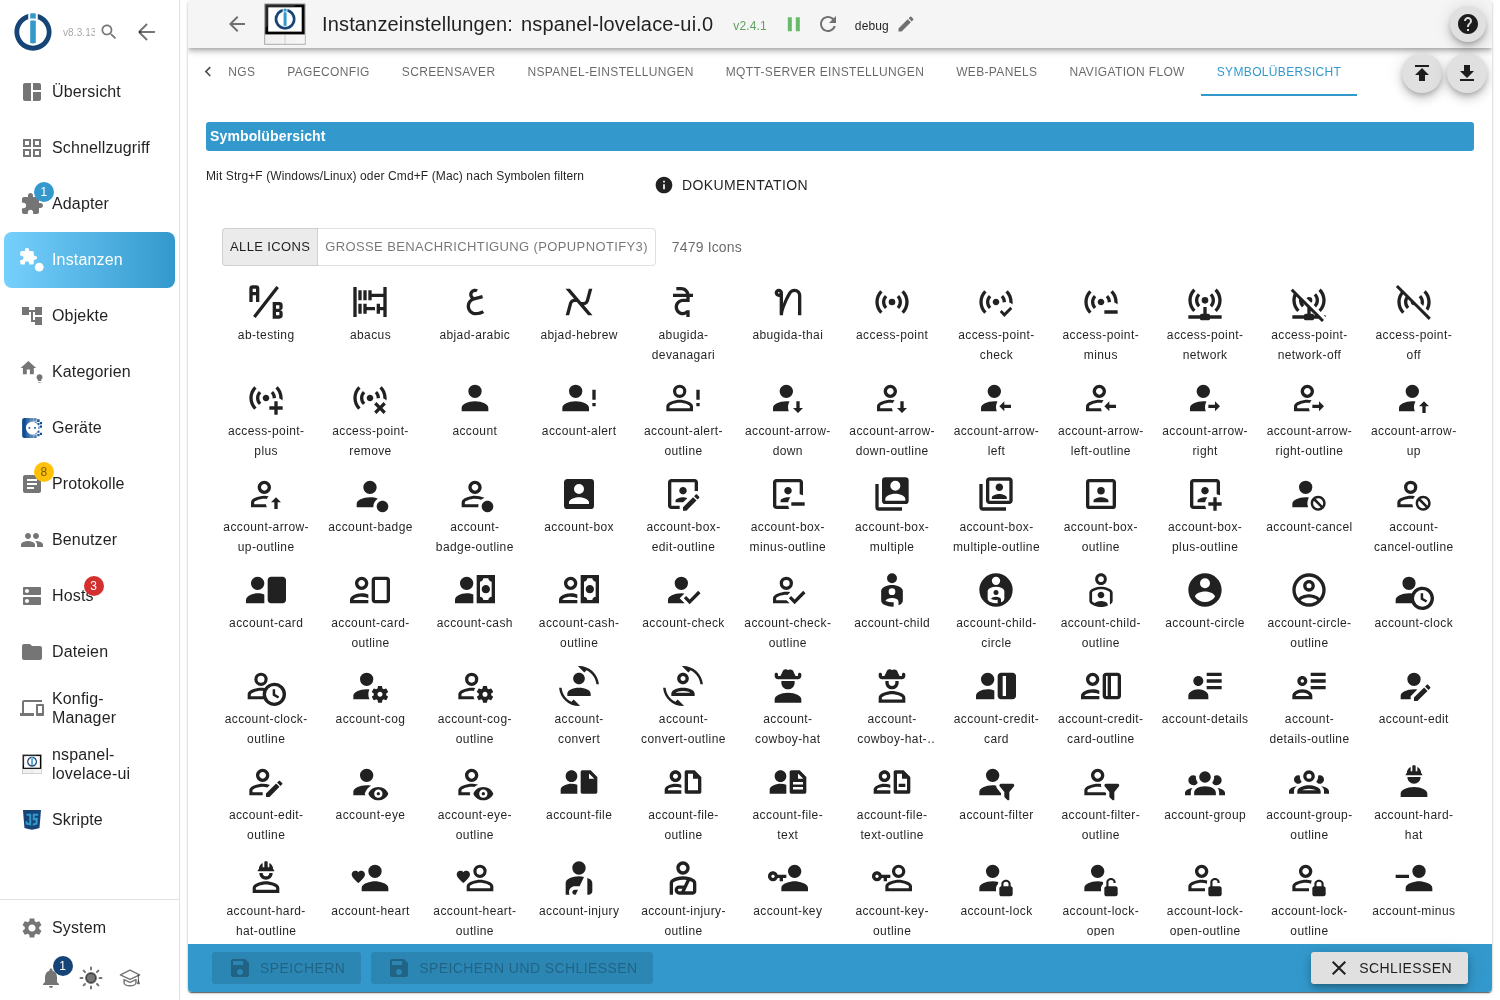 v8.3.13
Instanzeinstellungen: nspanel-lovelace-ui.0 v2.4.1 debug
NGS PAGECONFIG SCREENSAVER NSPANEL-EINSTELLUNGEN MQTT-SERVER EINSTELLUNGEN WEB-PANELS NAVIGATION FLOW SYMBOLÜBERSICHT
Übersicht
Schnellzugriff
1
Adapter
Instanzen
Objekte
Kategorien
Geräte
8
Protokolle
Benutzer
3
Hosts
Dateien
Konfig-
Manager
nspanel-
lovelace-ui
Skripte
System
1
Symbolübersicht
Mit Strg+F (Windows/Linux) oder Cmd+F (Mac) nach Symbolen filtern
DOKUMENTATION
ALLE ICONS GROSSE BENACHRICHTIGUNG (POPUPNOTIFY3) 7479 Icons
ab-testing abacus abjad-arabic abjad-hebrew abugida- abugida-thai access-point access-point- access-point- access-point- access-point- access-point-
devanagari check minus network network-off off
access-point- access-point- account account-alert account-alert- account-arrow- account-arrow- account-arrow- account-arrow- account-arrow- account-arrow- account-arrow-
plus remove outline down down-outline left left-outline right right-outline up
account-arrow- account-badge account- account-box account-box- account-box- account-box- account-box- account-box- account-box- account-cancel account-
up-outline badge-outline edit-outline minus-outline multiple multiple-outline outline plus-outline cancel-outline
account-card account-card- account-cash account-cash- account-check account-check- account-child account-child- account-child- account-circle account-circle- account-clock
outline outline outline circle outline outline
account-clock- account-cog account-cog- account- account- account- account- account-credit- account-credit- account-details account- account-edit
outline outline convert convert-outline cowboy-hat cowboy-hat-.. card card-outline details-outline
account-edit- account-eye account-eye- account-file account-file- account-file- account-file- account-filter account-filter- account-group account-group- account-hard-
outline outline outline text text-outline outline outline hat
account-hard- account-heart account-heart- account-injury account-injury- account-key account-key- account-lock account-lock- account-lock- account-lock- account-minus
hat-outline outline outline outline open open-outline outline
SPEICHERN SPEICHERN UND SCHLIESSEN SCHLIESSEN